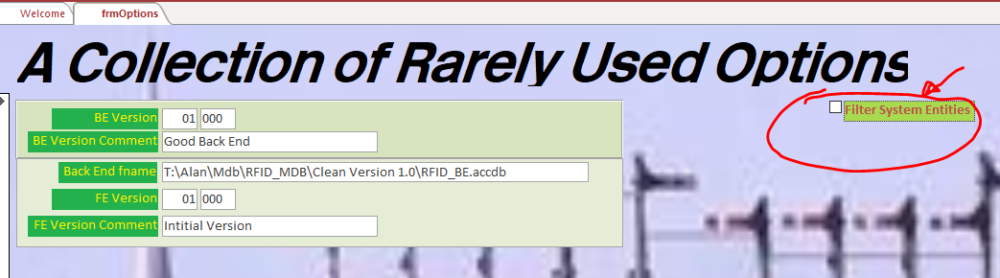 Welcome
frmOptions
A Collection of Rarely Used Options
BE Version 01 000
BE Version Comment Good Back End
Back End fname T:\Alan\Mdb\RFID_MDB\Clean Version 1.0\RFID_BE.accdb
FE Version 01 000
FE Version Comment Intitial Version
Filter System Entities